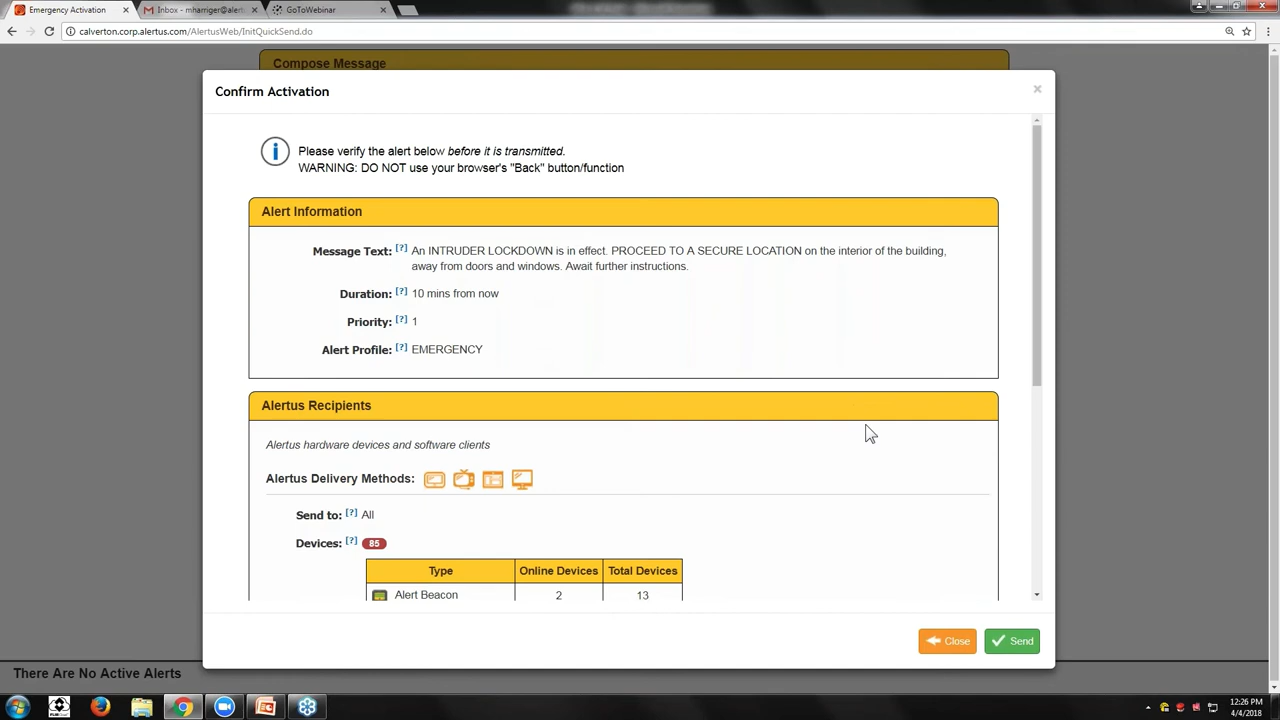 Emergency Activation
Inbox - mharriger@alert
GoToWebinar
calverton.corp.alertus.com/AlertusWeb/InitQuickSend.do
Compose Message
Confirm Activation
Please verify the alert below before it is transmitted.
WARNING: DO NOT use your browser's "Back" button/function
Alert Information
Message Text: [?] An INTRUDER LOCKDOWN is in effect. PROCEED TO A SECURE LOCATION on the interior of the building,
away from doors and windows. Await further instructions.
Duration: [?] 10 mins from now
Priority: [?] 1
Alert Profile: [?] EMERGENCY
Alertus Recipients
Alertus hardware devices and software clients
Alertus Delivery Methods:
Send to: [?] All
Devices: [?] 85
Type Online Devices Total Devices
Alert Beacon 2 13
Close Send
There Are No Active Alerts
12:26 PM
4/4/2018